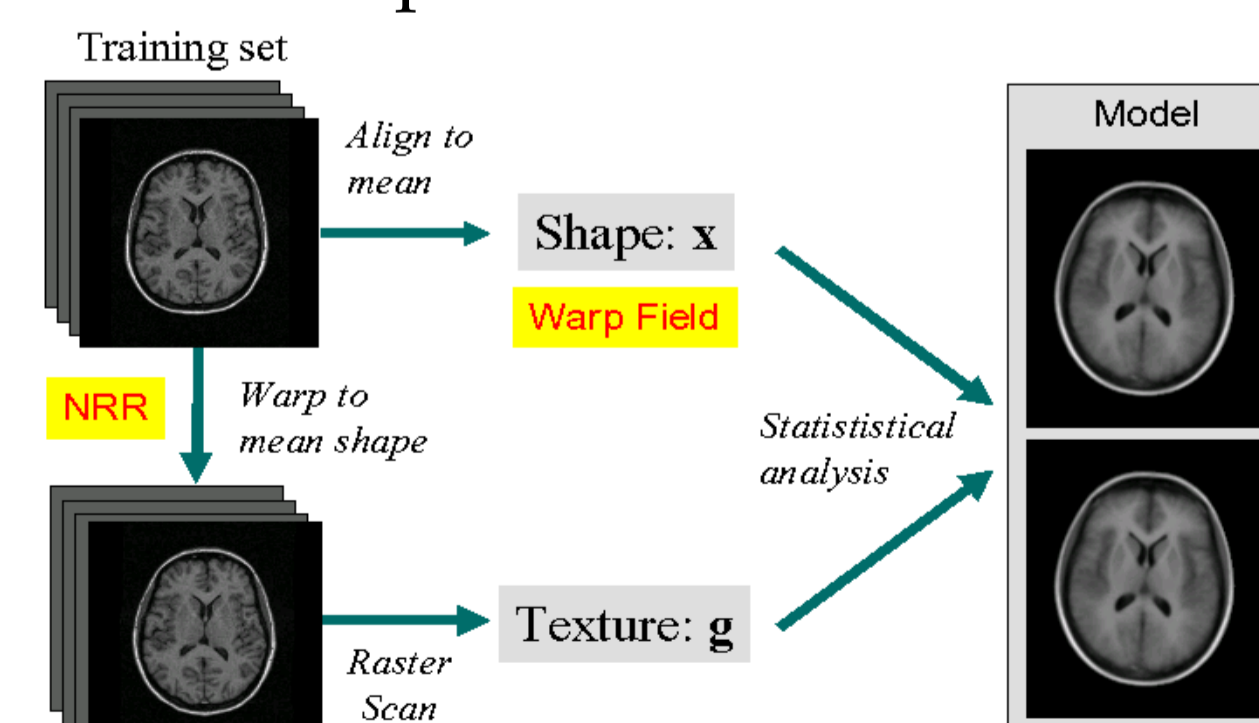 Training set
Align to
mean
Model
Shape: x
Warp Field
NRR
Warp to
mean shape
Statististical
analysis
Texture: g
Raster
Scan